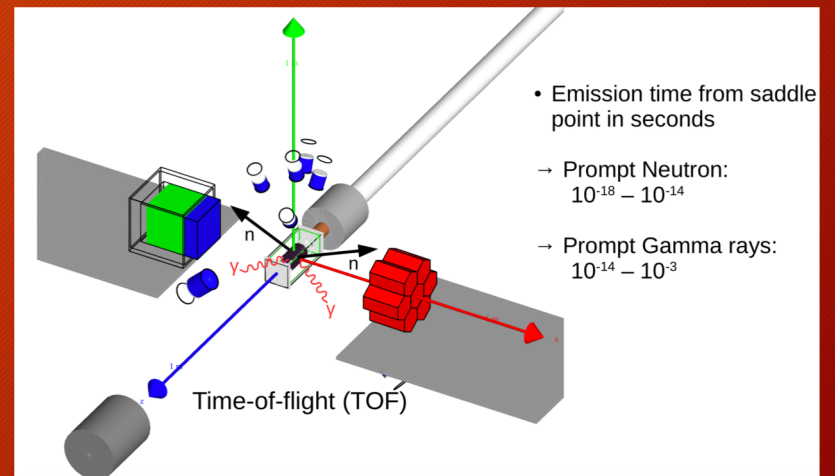 • Emission time from saddle
point in seconds
→ Prompt Neutron:
10⁻¹⁸ – 10⁻¹⁴
→ Prompt Gamma rays:
10⁻¹⁴ – 10⁻³
n
n
γ
γ
x
z
Time-of-flight (TOF)